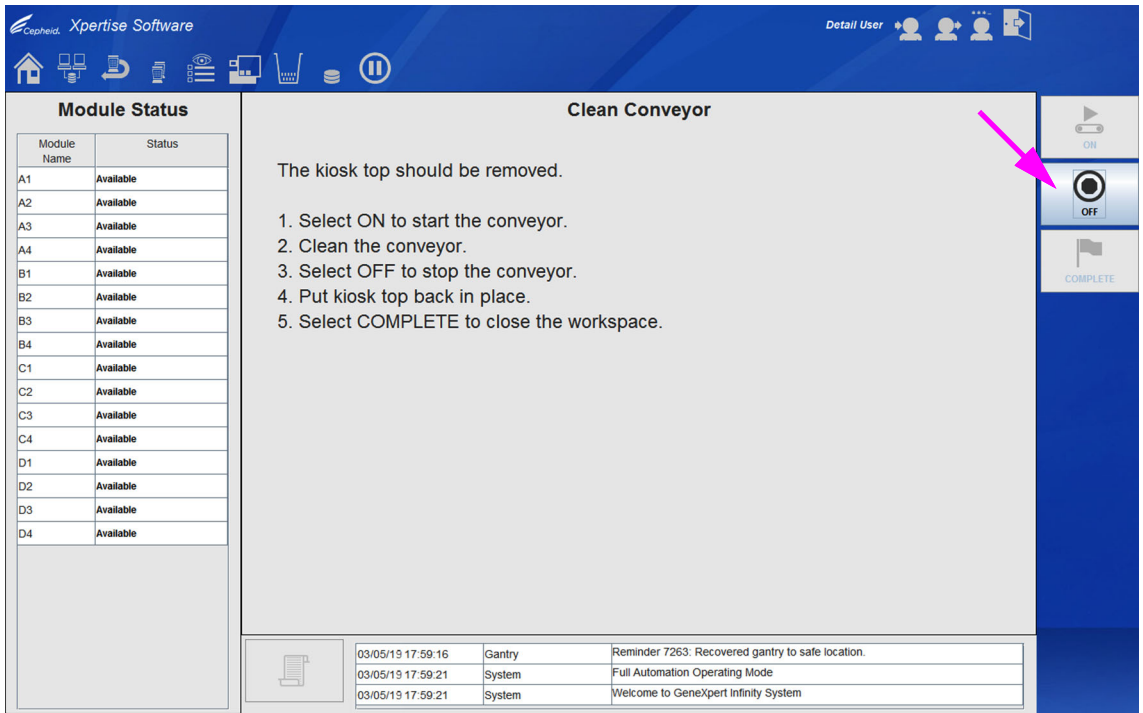 Cepheid. Xpertise Software
Detail User
Module Status
Module Name Status
A1 Available
A2 Available
A3 Available
A4 Available
B1 Available
B2 Available
B3 Available
B4 Available
C1 Available
C2 Available
C3 Available
C4 Available
D1 Available
D2 Available
D3 Available
D4 Available
Clean Conveyor
The kiosk top should be removed.
1. Select ON to start the conveyor.
2. Clean the conveyor.
3. Select OFF to stop the conveyor.
4. Put kiosk top back in place.
5. Select COMPLETE to close the workspace.
ON
OFF
COMPLETE
03/05/19 17:59:16 Gantry Reminder 7263: Recovered gantry to safe location.
03/05/19 17:59:21 System Full Automation Operating Mode
03/05/19 17:59:21 System Welcome to GeneXpert Infinity System